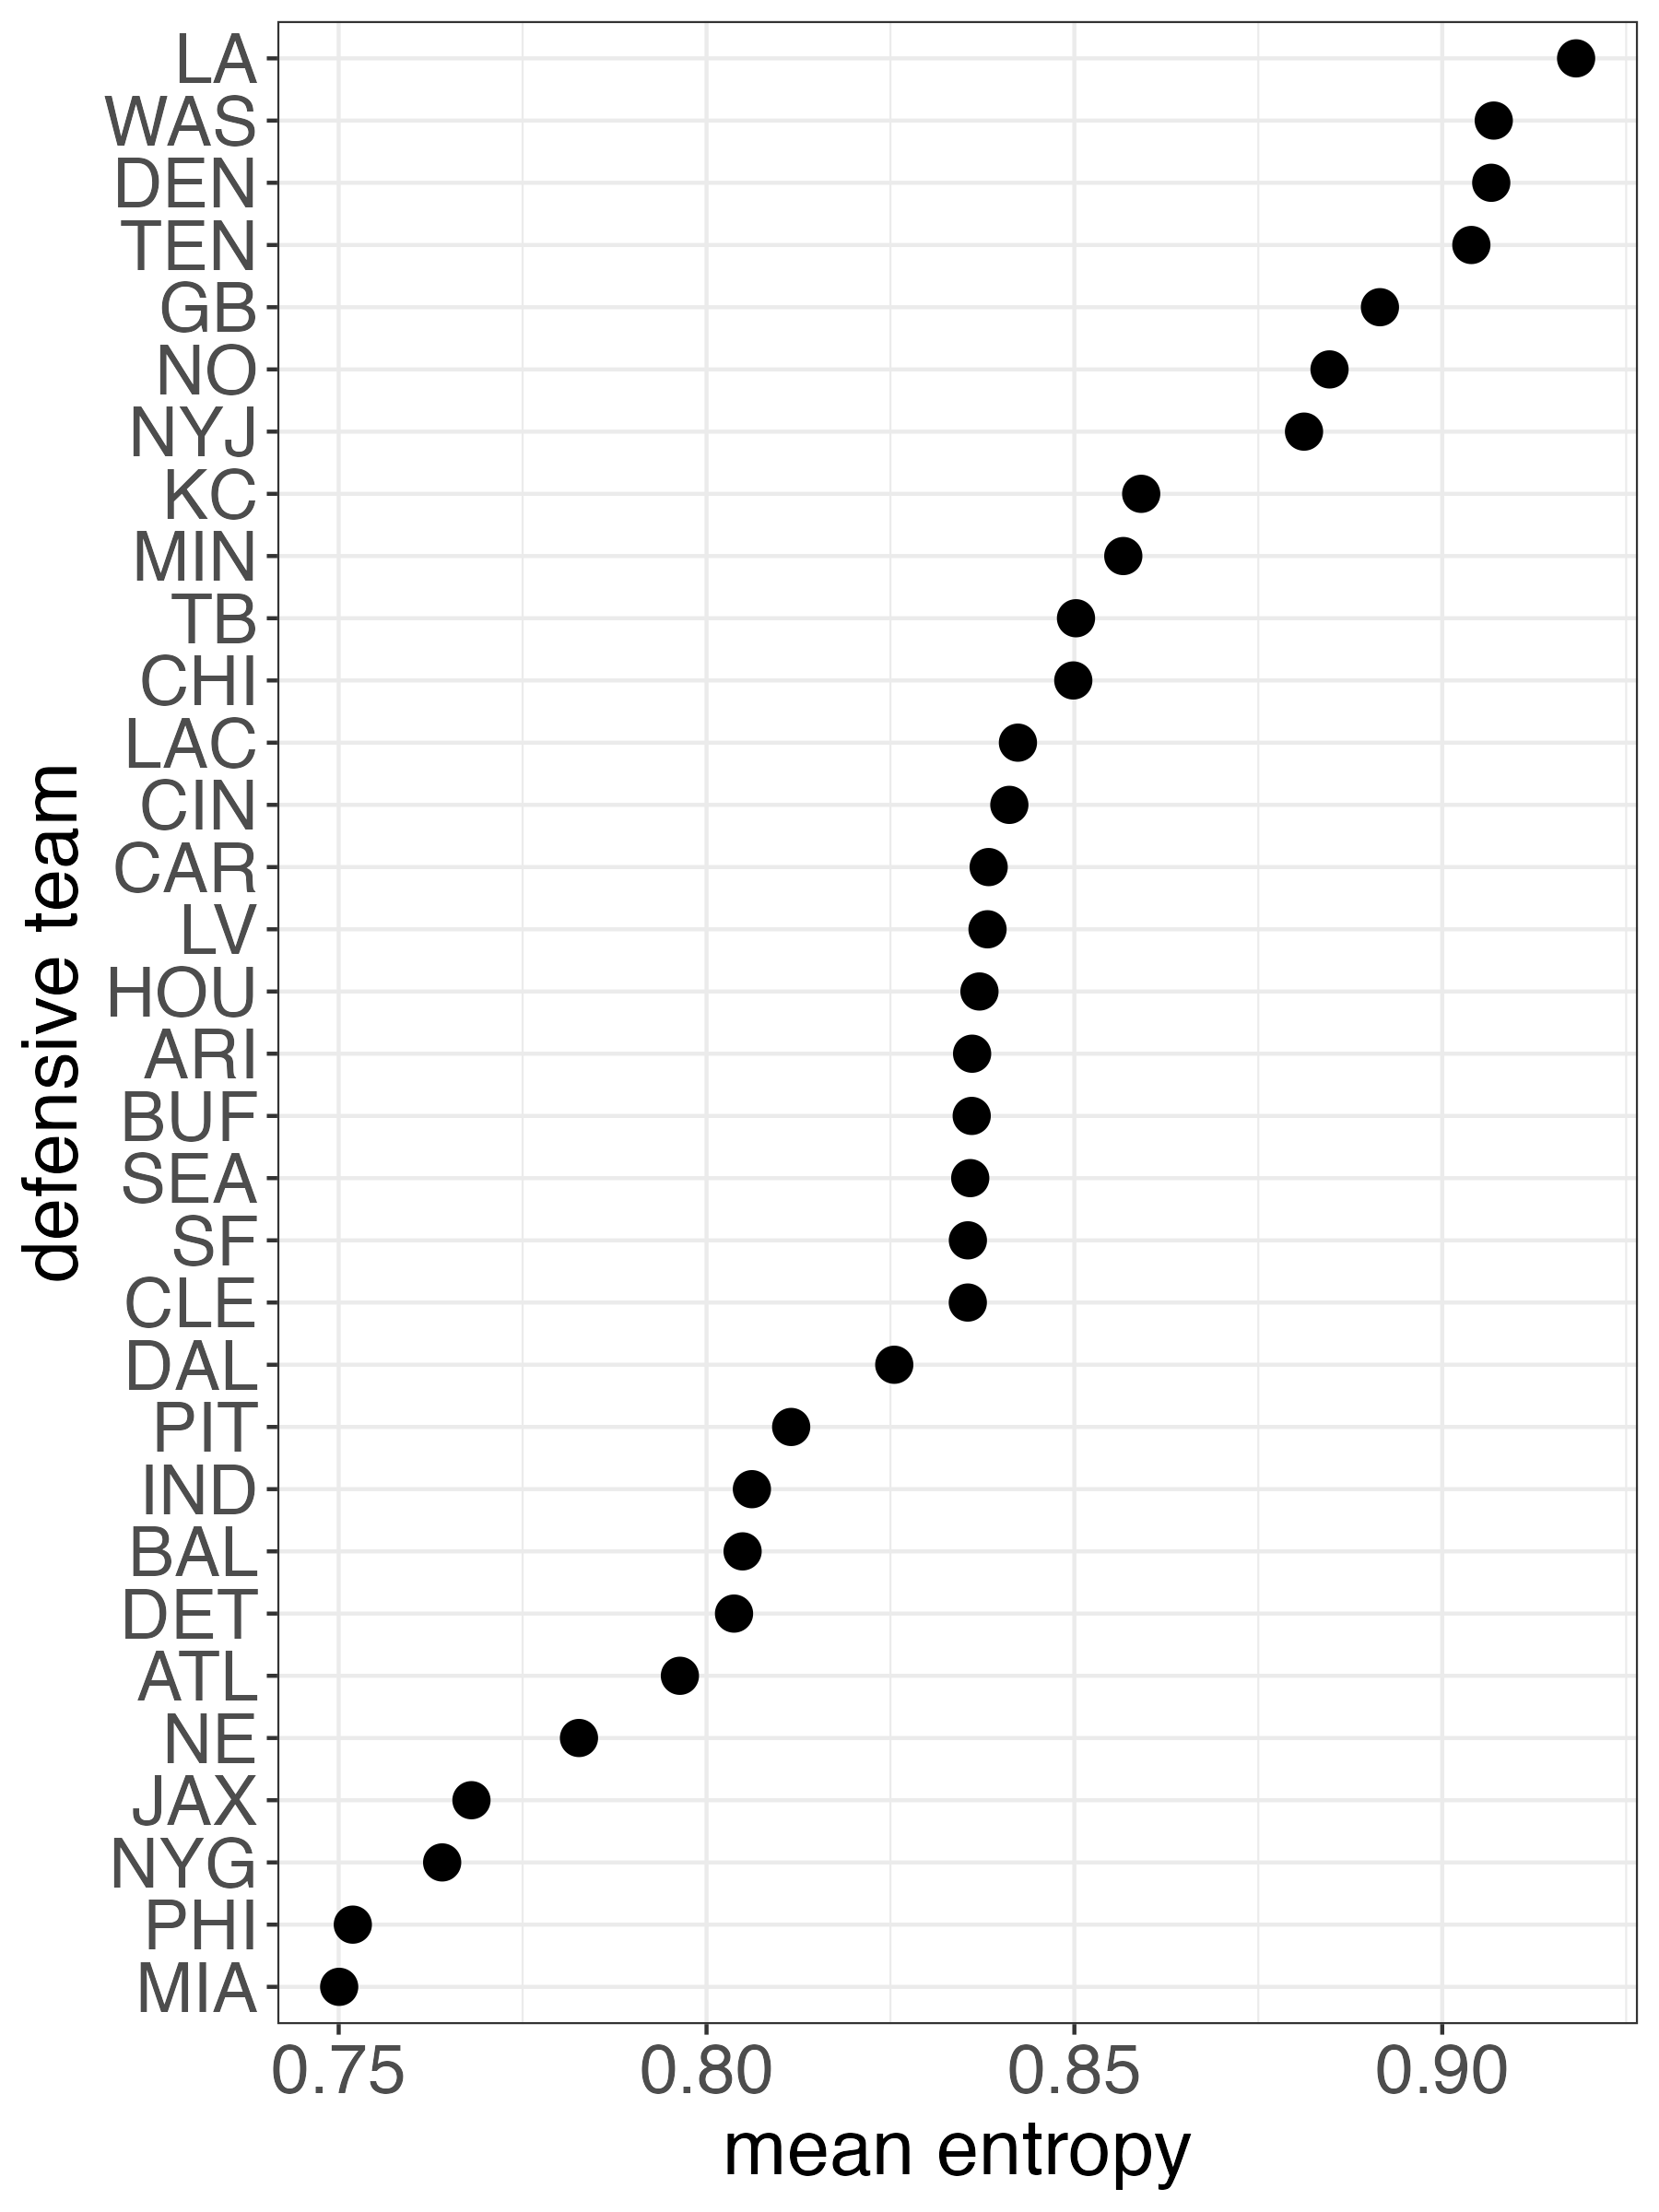 LA
WAS
DEN
TEN
GB
NO
NYJ
KC
MIN
TB
CHI
LAC
CIN
CAR
LV
HOU
ARI
BUF
SEA
SF
CLE
DAL
PIT
IND
BAL
DET
ATL
NE
JAX
NYG
PHI
MIA
defensive team
0.75 0.80 0.85 0.90
mean entropy